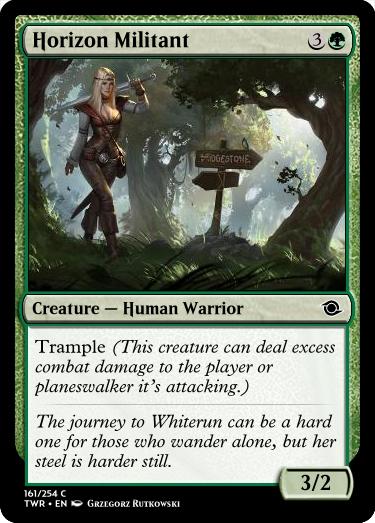 Horizon Militant 3
BRIDGESTONE
Creature — Human Warrior
Trample (This creature can deal excess
combat damage to the player or
planeswalker it's attacking.)
The journey to Whiterun can be a hard
one for those who wander alone, but her
steel is harder still.
3/2
161/254 C
TWR • EN Grzegorz Rutkowski